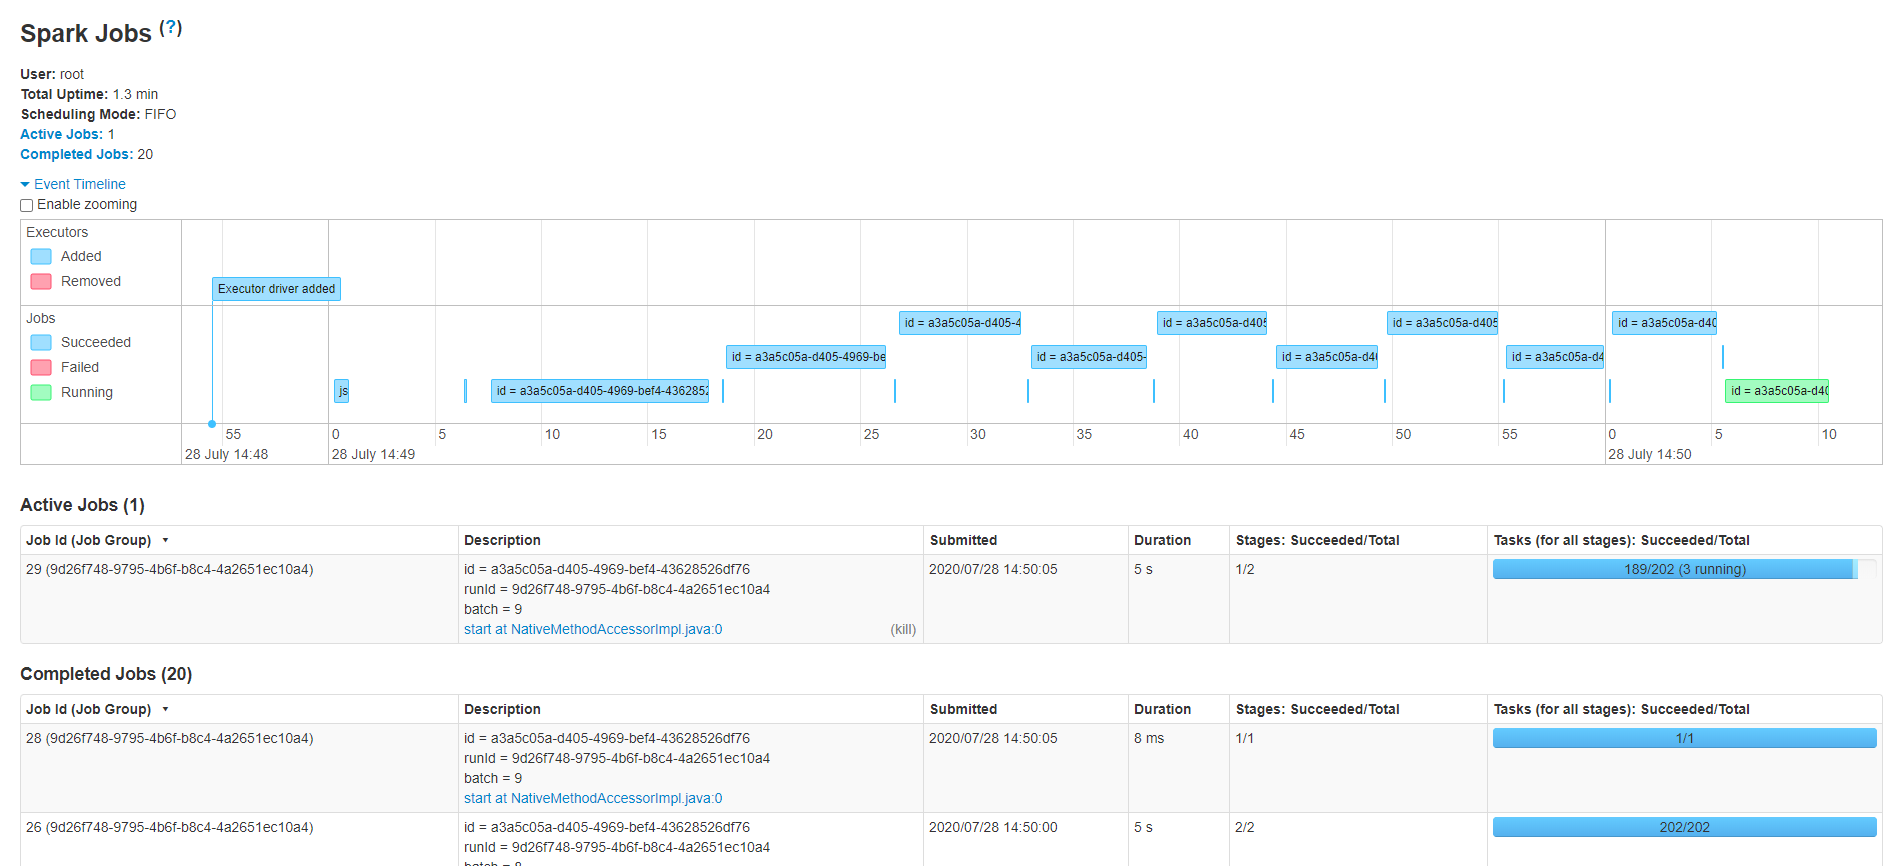 Spark Jobs (?)
User: root
Total Uptime: 1.3 min
Scheduling Mode: FIFO
Active Jobs: 1
Completed Jobs: 20
Event Timeline
Enable zooming
Executors
Added
Removed
Executor driver added
Jobs
Succeeded
Failed
Running
id = a3a5c05a-d405-4
id = a3a5c05a-d405
id = a3a5c05a-d405
id = a3a5c05a-d40
id = a3a5c05a-d405-4969-be
id = a3a5c05a-d405-
id = a3a5c05a-d40
id = a3a5c05a-d4
js
id = a3a5c05a-d405-4969-bef4-4362852
id = a3a5c05a-d40
55 0 5 10 15 20 25 30 35 40 45 50 55 0 5 10
28 July 14:48 28 July 14:49 28 July 14:50
Active Jobs (1)
Job Id (Job Group) Description Submitted Duration Stages: Succeeded/Total Tasks (for all stages): Succeeded/Total
29 (9d26f748-9795-4b6f-b8c4-4a2651ec10a4) id = a3a5c05a-d405-4969-bef4-43628526df76 2020/07/28 14:50:05 5 s 1/2 189/202 (3 running)
runId = 9d26f748-9795-4b6f-b8c4-4a2651ec10a4
batch = 9
start at NativeMethodAccessorImpl.java:0 (kill)
Completed Jobs (20)
Job Id (Job Group) Description Submitted Duration Stages: Succeeded/Total Tasks (for all stages): Succeeded/Total
28 (9d26f748-9795-4b6f-b8c4-4a2651ec10a4) id = a3a5c05a-d405-4969-bef4-43628526df76 2020/07/28 14:50:05 8 ms 1/1 1/1
runId = 9d26f748-9795-4b6f-b8c4-4a2651ec10a4
batch = 9
start at NativeMethodAccessorImpl.java:0
26 (9d26f748-9795-4b6f-b8c4-4a2651ec10a4) id = a3a5c05a-d405-4969-bef4-43628526df76 2020/07/28 14:50:00 5 s 2/2 202/202
runId = 9d26f748-9795-4b6f-b8c4-4a2651ec10a4
batch = 8